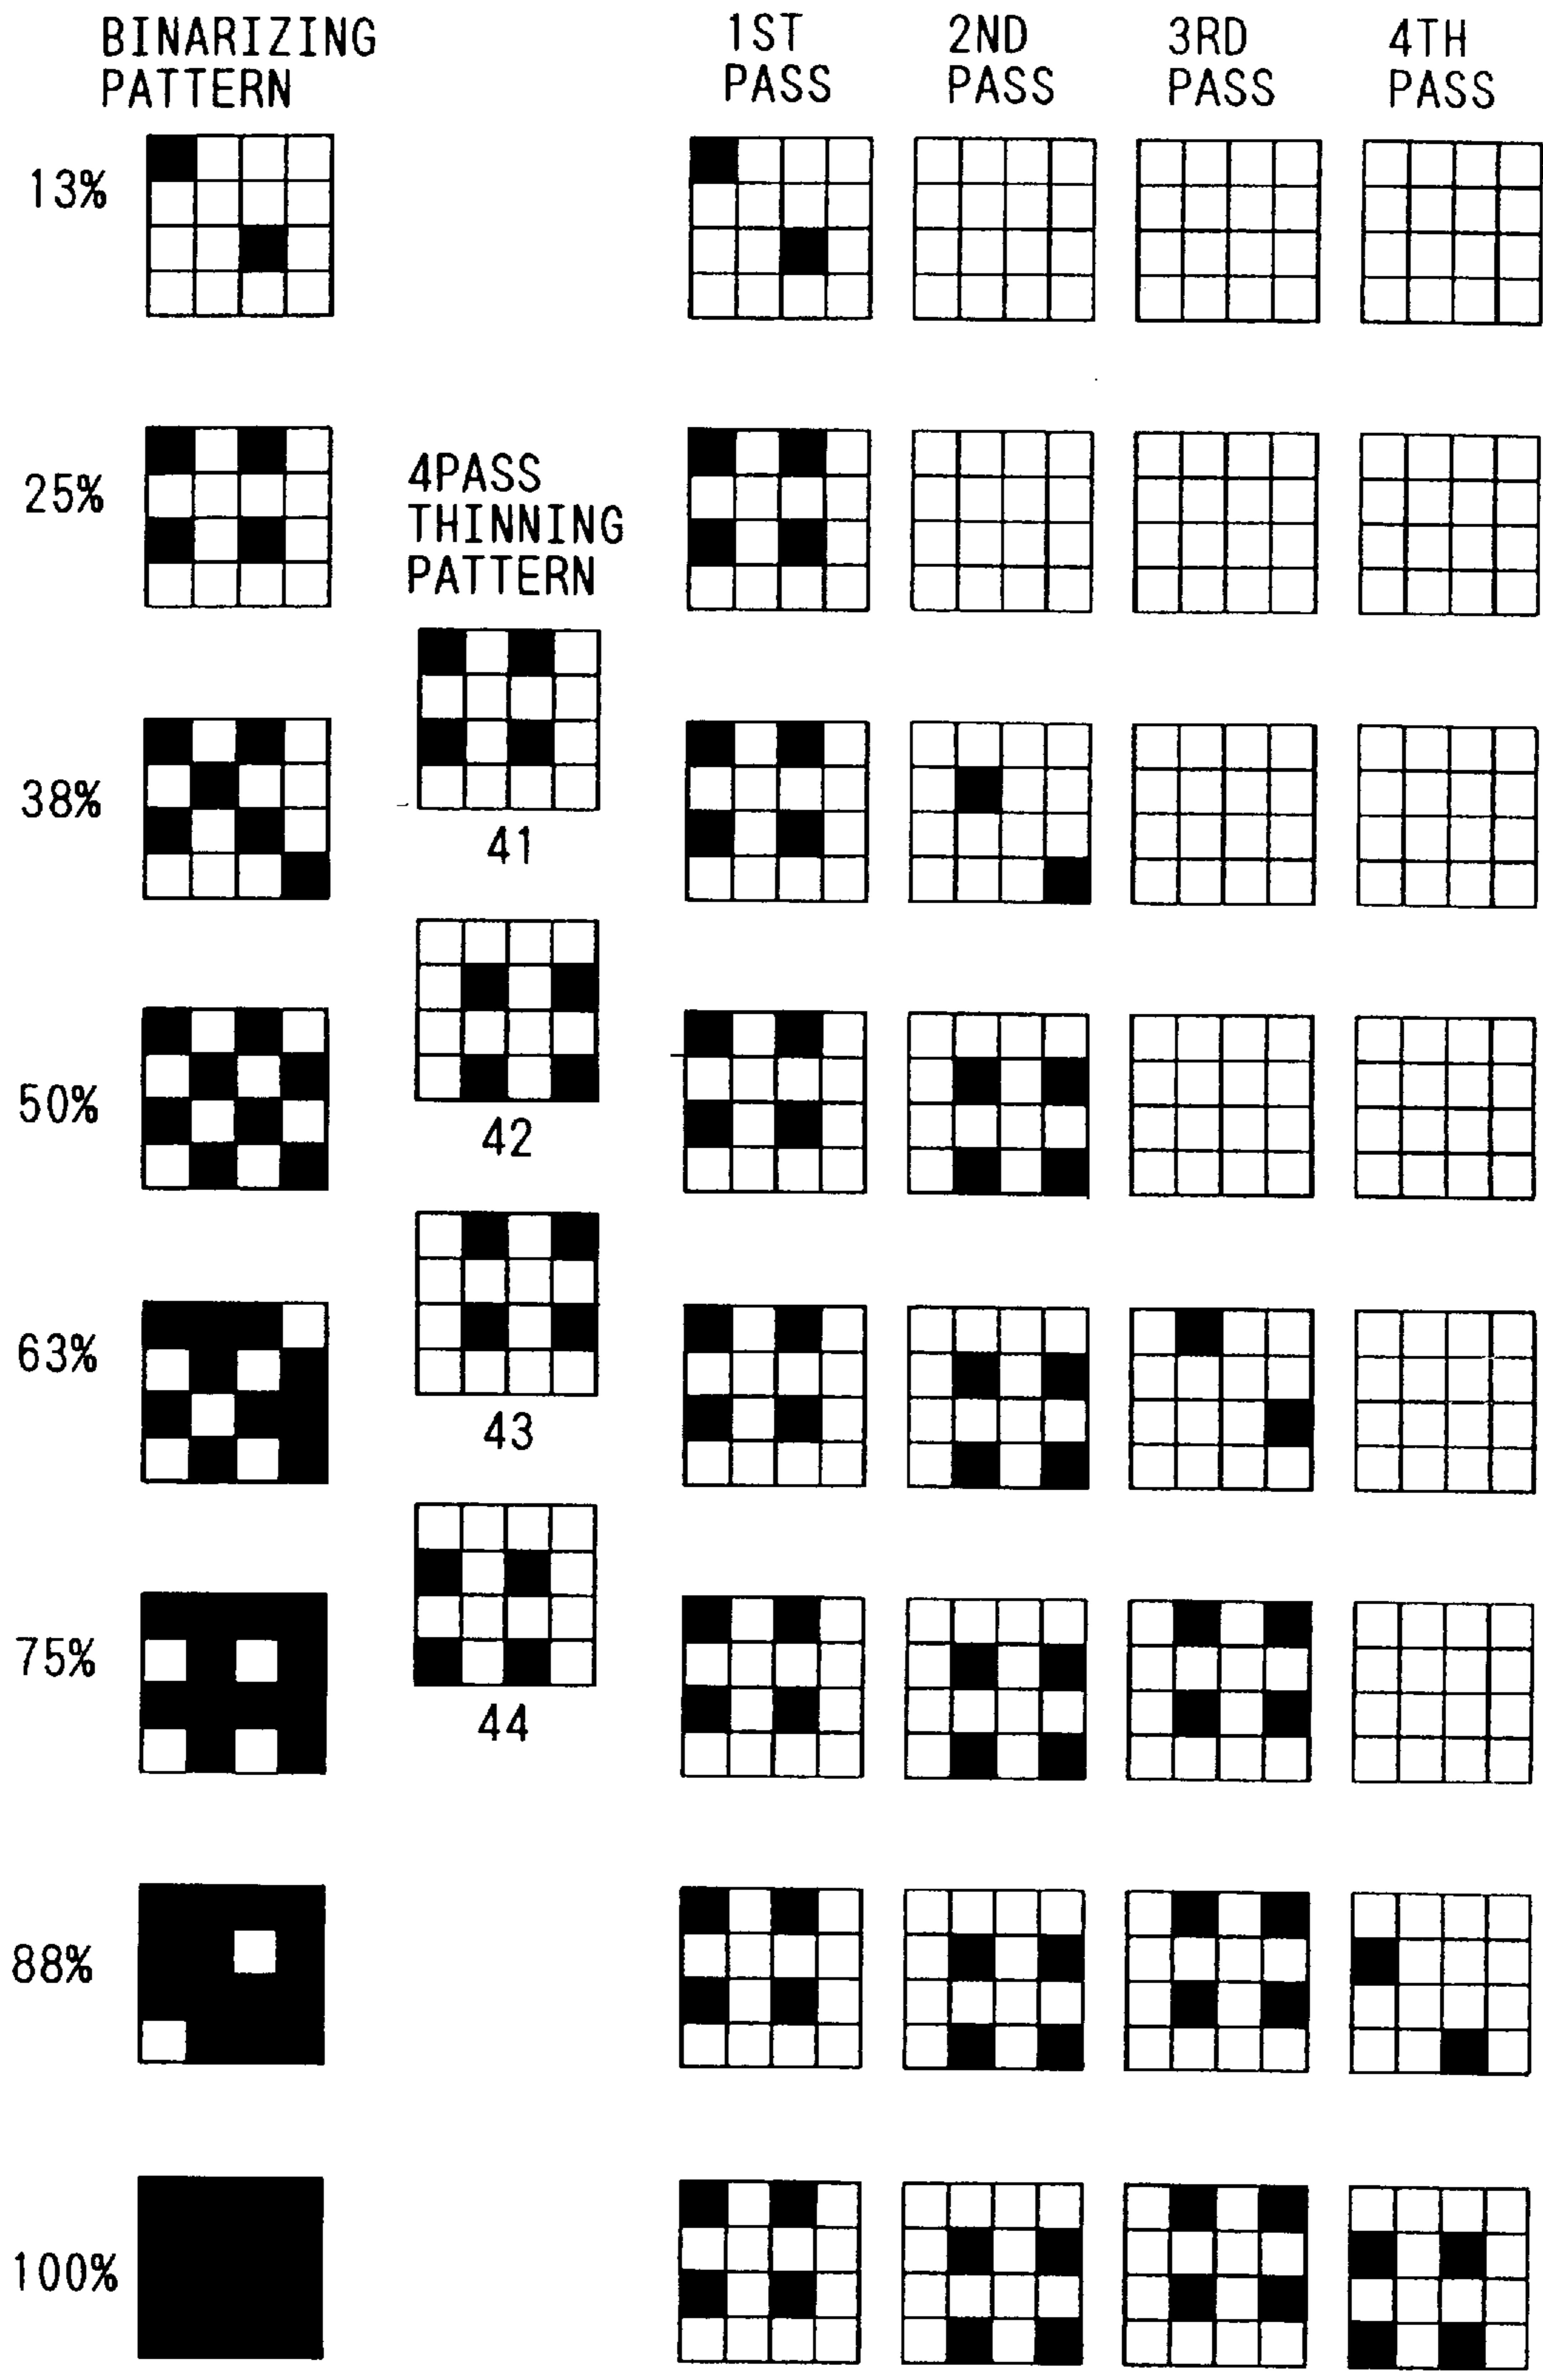 BINARIZING
PATTERN
1ST
PASS
2ND
PASS
3RD
PASS
4TH
PASS
13%
25%
4PASS
THINNING
PATTERN
38%
41
50%
42
63%
43
75%
44
88%
100%